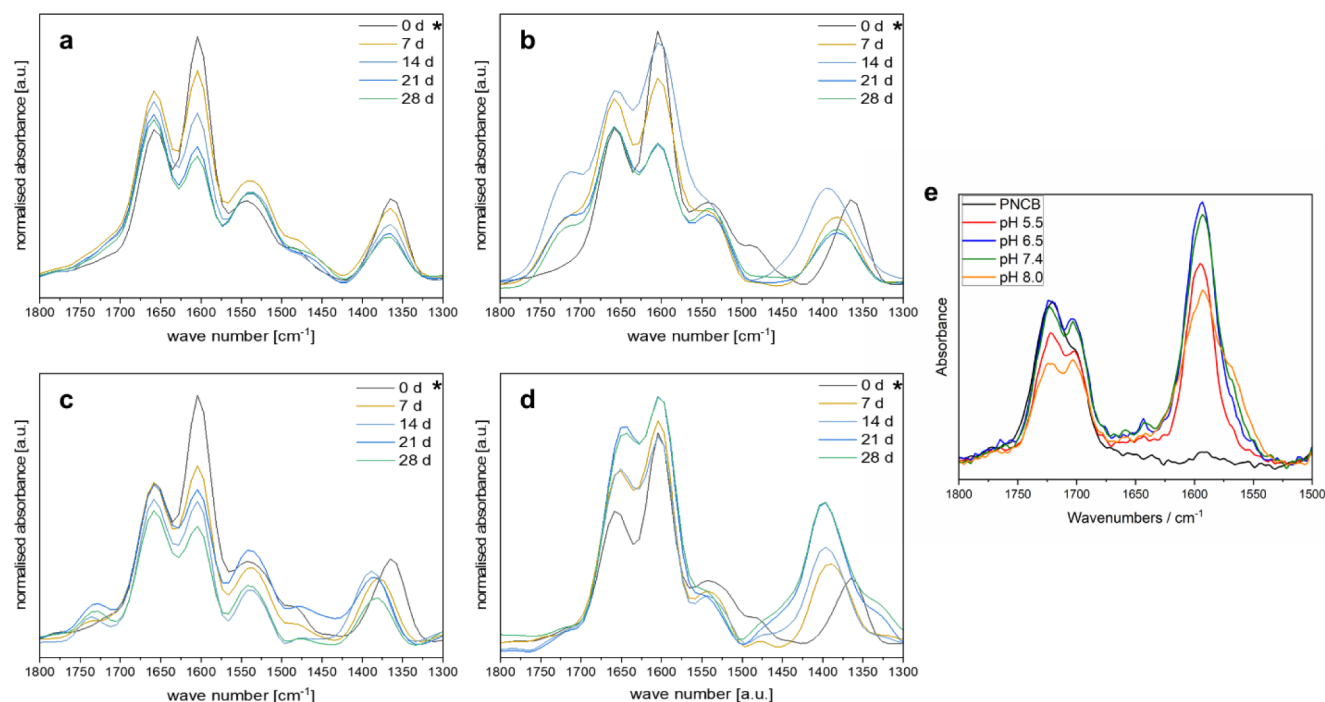 a
0 d *
7 d
14 d
21 d
28 d
normalised absorbance [a.u.]
1800 1750 1700 1650 1600 1550 1500 1450 1400 1350 1300
wave number [cm-1]
b
0 d *
7 d
14 d
21 d
28 d
normalised absorbance [a.u.]
1800 1750 1700 1650 1600 1550 1500 1450 1400 1350 1300
wave number [cm-1]
c
0 d *
7 d
14 d
21 d
28 d
normalised absorbance [a.u.]
1800 1750 1700 1650 1600 1550 1500 1450 1400 1350 1300
wave number [cm-1]
d
0 d *
7 d
14 d
21 d
28 d
normalised absorbance [a.u.]
1800 1750 1700 1650 1600 1550 1500 1450 1400 1350 1300
wave number [a.u.]
e
PNCB
pH 5.5
pH 6.5
pH 7.4
pH 8.0
Absorbance
1800 1750 1700 1650 1600 1550 1500
Wavenumbers / cm-1